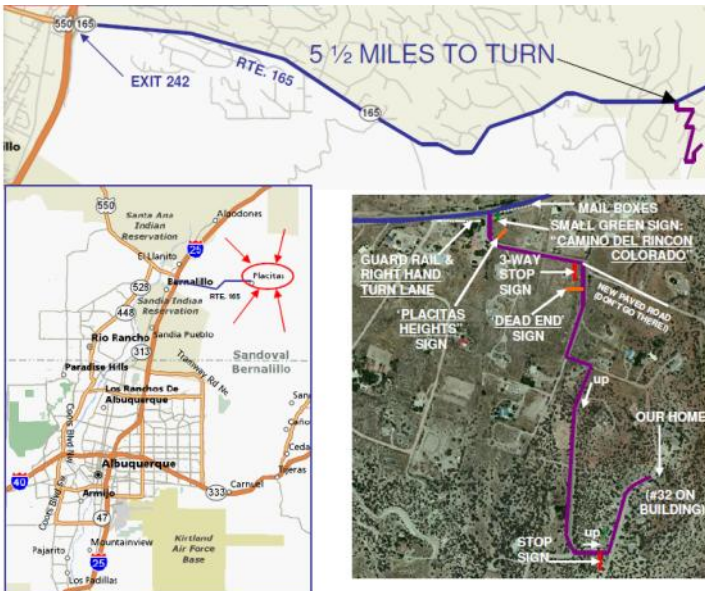 550
165
EXIT 242
RTE. 165
5 ½ MILES TO TURN
165
llo
550
Santa Ana
Indian
Reservation
Algodones
25
El Llanito
Bernalillo
Placitas
RTE. 165
528
Sandia Indian
Reservation
448
Sandia Pueblo
Rio Rancho
313
Sandoval
Bernalillo
Paradise Hills
Tramway Rd Ne
Los Ranchos De
Albuquerque
San
Coors Blvd Nw
Caño
Ceda
Albuquerque
40
Tijeras
333
Carnuel
Armijo
Coors Blvd
47
Kirtland
Air Force
Base
Pajarito
Mountainview
25
Los Padillas
MAIL BOXES
SMALL GREEN SIGN:
"CAMINO DEL RINCON
COLORADO"
GUARD RAIL &
RIGHT HAND
TURN LANE
3-WAY
STOP
SIGN
NEW PAVED ROAD
(DON'T GO THERE!)
'PLACITAS
HEIGHTS"
SIGN
'DEAD END'
SIGN
up
OUR HOME
(#32 ON
BUILDING)
up
STOP
SIGN